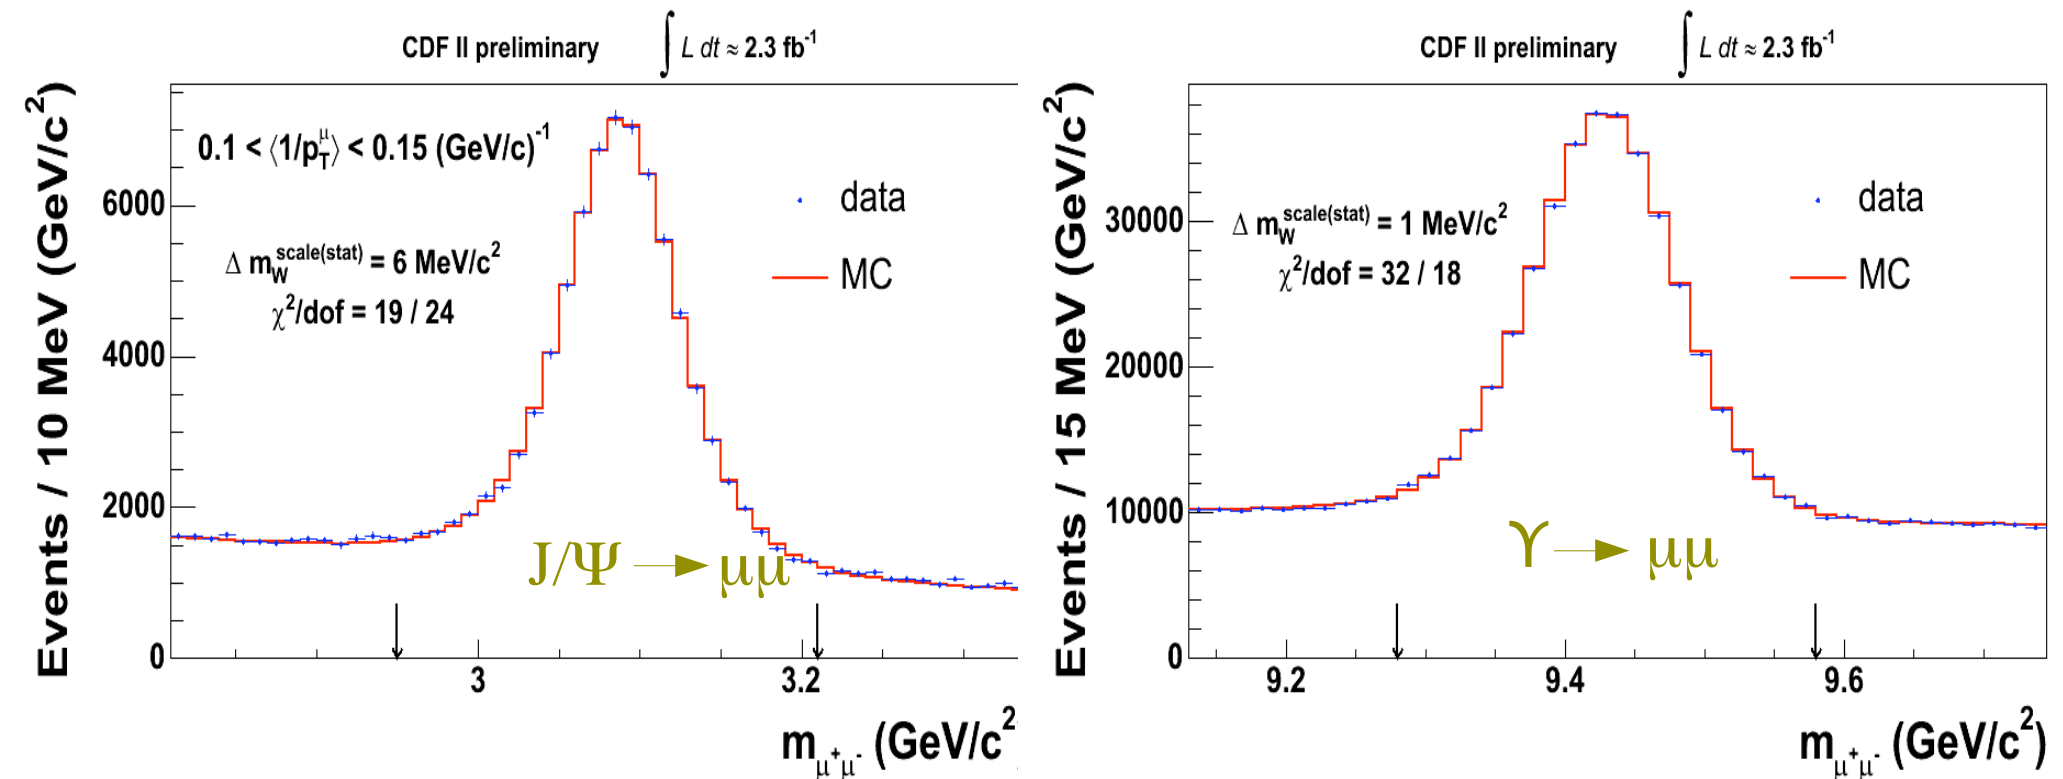 CDF II preliminary ∫ L dt ≈ 2.3 fb⁻¹
Events / 10 MeV (GeV/c²)
0.1 < ⟨1/p_T^μ⟩ < 0.15 (GeV/c)⁻¹
Δ m_W^scale(stat) = 6 MeV/c²
χ²/dof = 19 / 24
data
MC
J/Ψ → μμ
6000
4000
2000
0
3 3.2
m_μ⁺μ⁻ (GeV/c²
CDF II preliminary ∫ L dt ≈ 2.3 fb⁻¹
Events / 15 MeV (GeV/c²)
Δ m_W^scale(stat) = 1 MeV/c²
χ²/dof = 32 / 18
data
MC
ϒ → μμ
30000
20000
10000
0
9.2 9.4 9.6
m_μ⁺μ⁻ (GeV/c²)